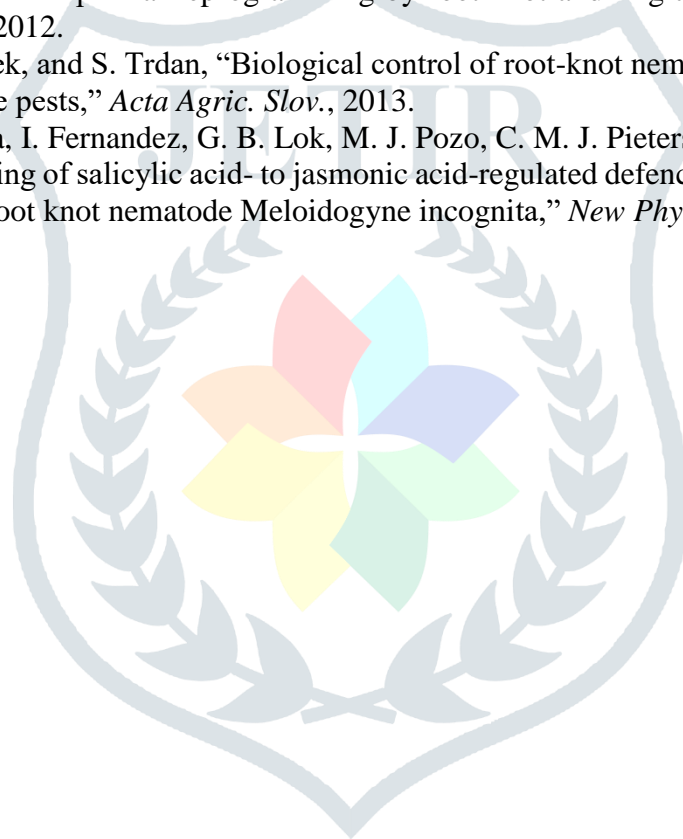 2012.
ek, and S. Trdan, “Biological control of root-knot nem
e pests,” Acta Agric. Slov., 2013.
a, I. Fernandez, G. B. Lok, M. J. Pozo, C. M. J. Pieters
ing of salicylic acid- to jasmonic acid-regulated defenc
oot knot nematode Meloidogyne incognita,” New Phy
JETIR